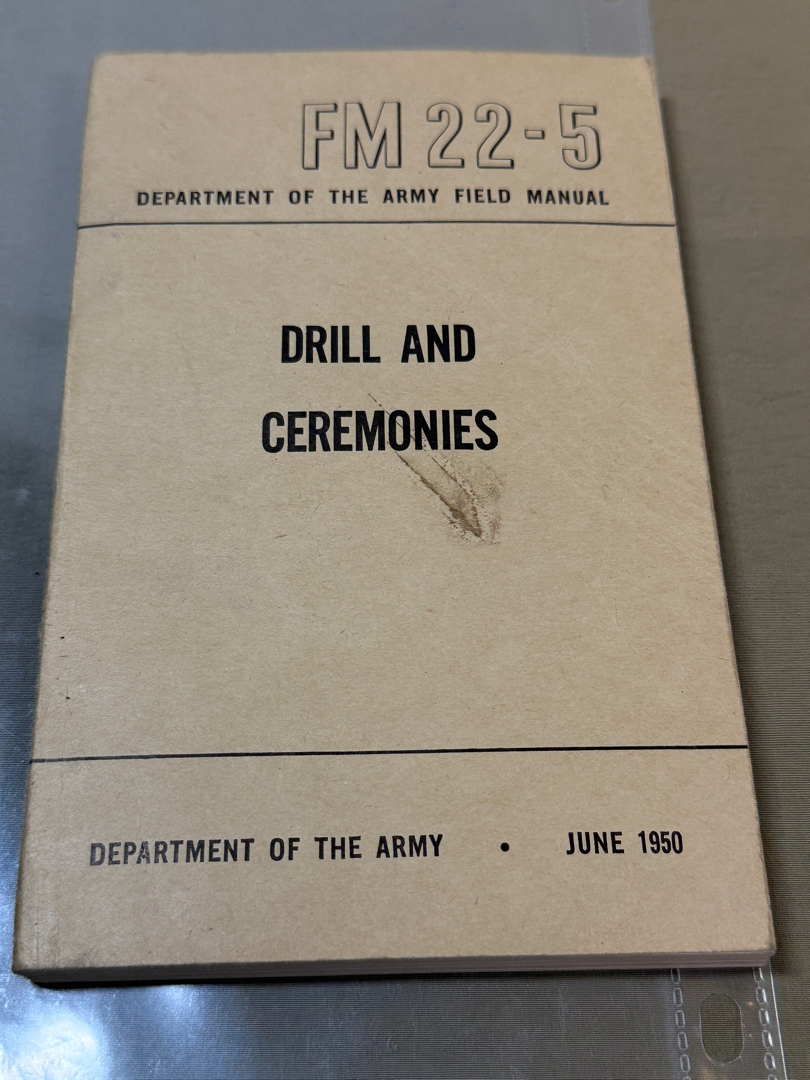 FM 22-5
DEPARTMENT OF THE ARMY FIELD MANUAL
DRILL AND
CEREMONIES
DEPARTMENT OF THE ARMY • JUNE 1950